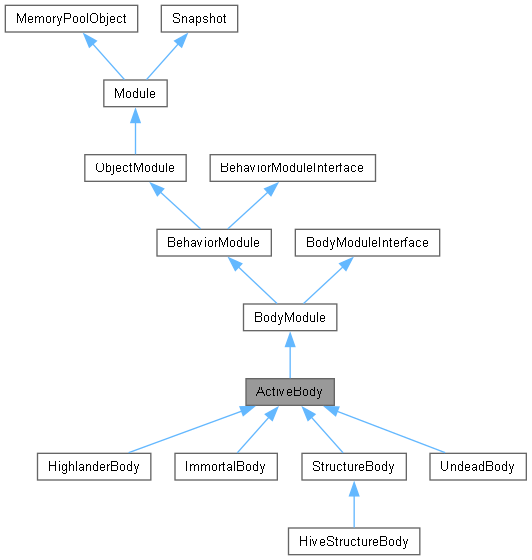 MemoryPoolObject
Snapshot
Module
ObjectModule
BehaviorModuleInterface
BehaviorModule
BodyModuleInterface
BodyModule
ActiveBody
HighlanderBody
ImmortalBody
StructureBody
UndeadBody
HiveStructureBody